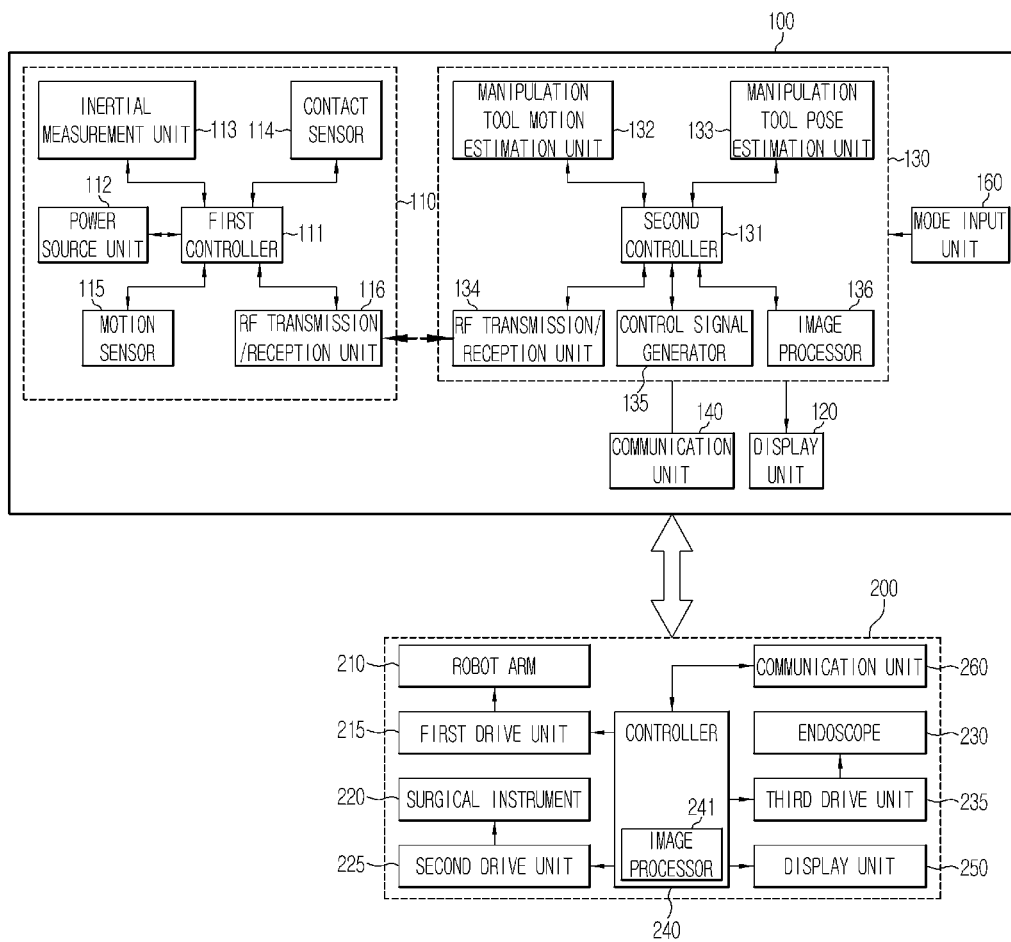 100
INERTIAL
MEASUREMENT UNIT
113
CONTACT
SENSOR
114
112
POWER
SOURCE UNIT
FIRST
CONTROLLER
111
110
115
MOTION
SENSOR
116
RF TRANSMISSION
/RECEPTION UNIT
MANIPULATION
TOOL MOTION
ESTIMATION UNIT
132
MANIPULATION
TOOL POSE
ESTIMATION UNIT
133
130
SECOND
CONTROLLER
131
160
MODE INPUT
UNIT
134
RF TRANSMISSION/
RECEPTION UNIT
CONTROL SIGNAL
GENERATOR
135
136
IMAGE
PROCESSOR
140
COMMUNICATION
UNIT
120
DISPLAY
UNIT
200
210
ROBOT ARM
COMMUNICATION UNIT
260
215
FIRST DRIVE UNIT
CONTROLLER
ENDOSCOPE
230
220
SURGICAL INSTRUMENT
THIRD DRIVE UNIT
235
241
IMAGE
PROCESSOR
225
SECOND DRIVE UNIT
DISPLAY UNIT
250
240